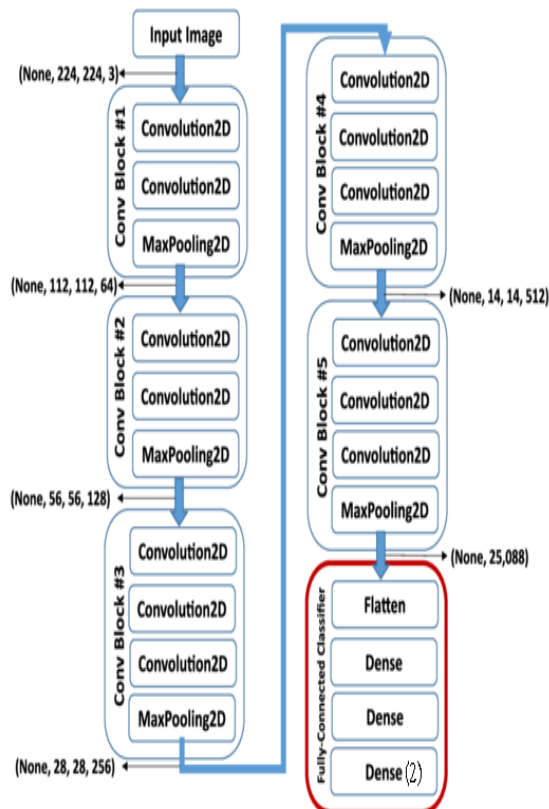 Input Image
(None, 224, 224, 3)
Conv Block #1
Convolution2D
Convolution2D
MaxPooling2D
(None, 112, 112, 64)
Conv Block #2
Convolution2D
Convolution2D
MaxPooling2D
(None, 56, 56, 128)
Conv Block #3
Convolution2D
Convolution2D
Convolution2D
MaxPooling2D
(None, 28, 28, 256)
Conv Block #4
Convolution2D
Convolution2D
Convolution2D
MaxPooling2D
(None, 14, 14, 512)
Conv Block #5
Convolution2D
Convolution2D
Convolution2D
MaxPooling2D
(None, 25,088)
Fully-Connected Classifier
Flatten
Dense
Dense
Dense (2)